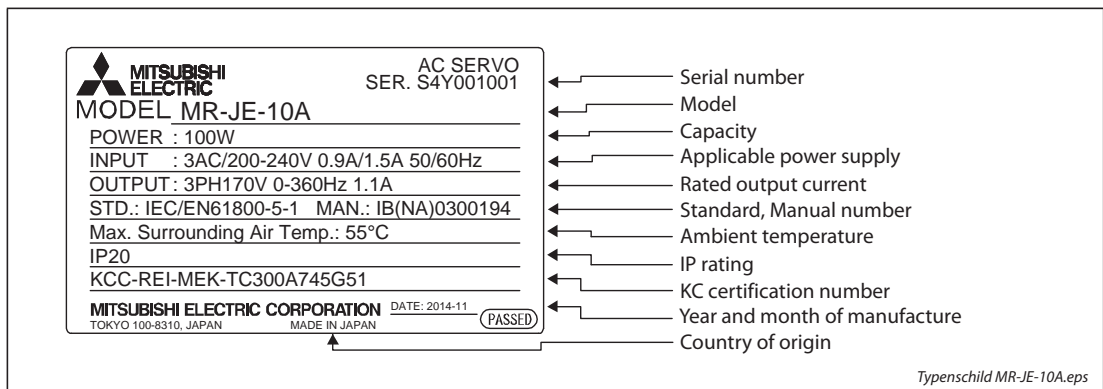 MITSUBISHI
ELECTRIC
AC SERVO
SER. S4Y001001
MODEL MR-JE-10A
POWER : 100W
INPUT : 3AC/200-240V 0.9A/1.5A 50/60Hz
OUTPUT : 3PH170V 0-360Hz 1.1A
STD.: IEC/EN61800-5-1 MAN.: IB(NA)0300194
Max. Surrounding Air Temp.: 55°C
IP20
KCC-REI-MEK-TC300A745G51
MITSUBISHI ELECTRIC CORPORATION DATE: 2014-11
TOKYO 100-8310, JAPAN MADE IN JAPAN
PASSED
Serial number
Model
Capacity
Applicable power supply
Rated output current
Standard, Manual number
Ambient temperature
IP rating
KC certification number
Year and month of manufacture
Country of origin
Typenschild MR-JE-10A.eps